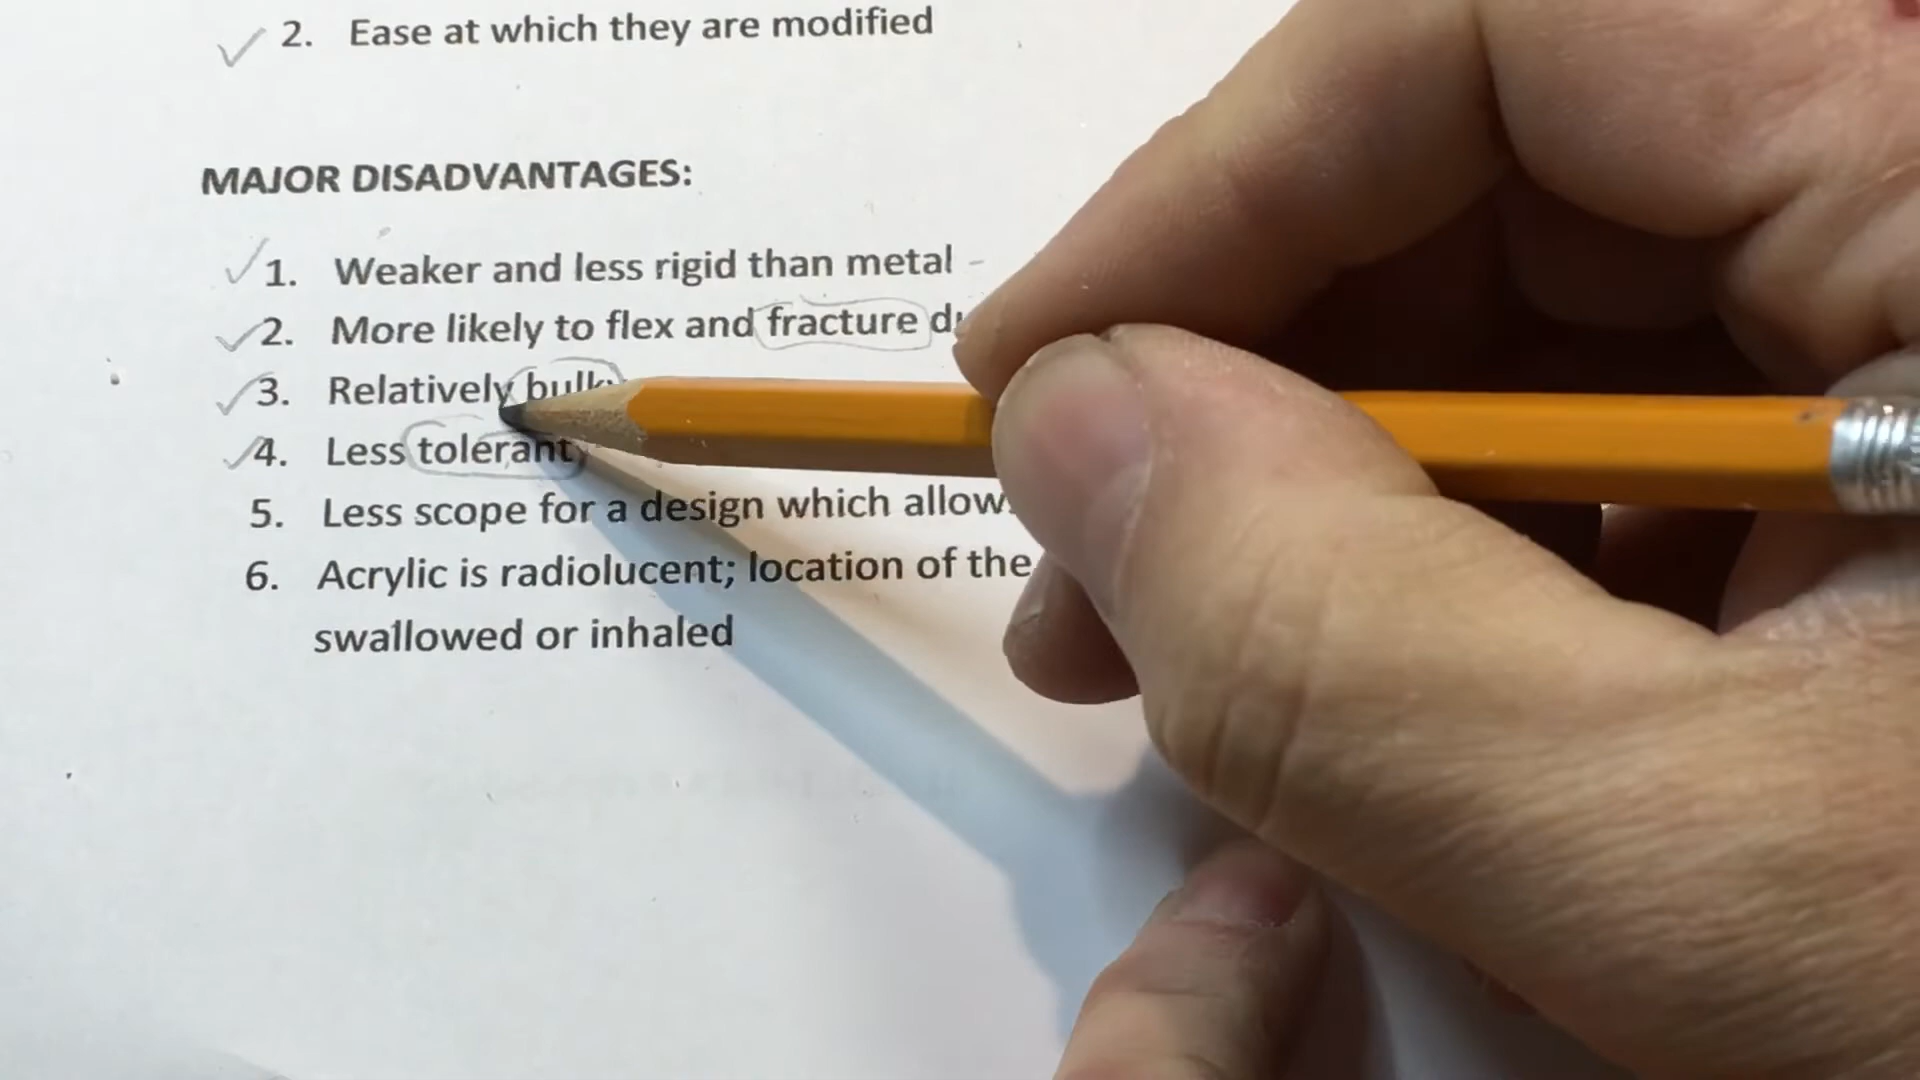 2. Ease at which they are modified
MAJOR DISADVANTAGES:
1. Weaker and less rigid than metal -
2. More likely to flex and fracture
3. Relatively bulky
4. Less tolerant
5. Less scope for a design which
6. Acrylic is radiolucent; location of the
swallowed or inhaled